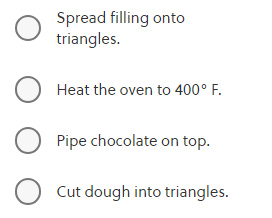 Spread filling onto
triangles.
Heat the oven to 400° F.
Pipe chocolate on top.
Cut dough into triangles.